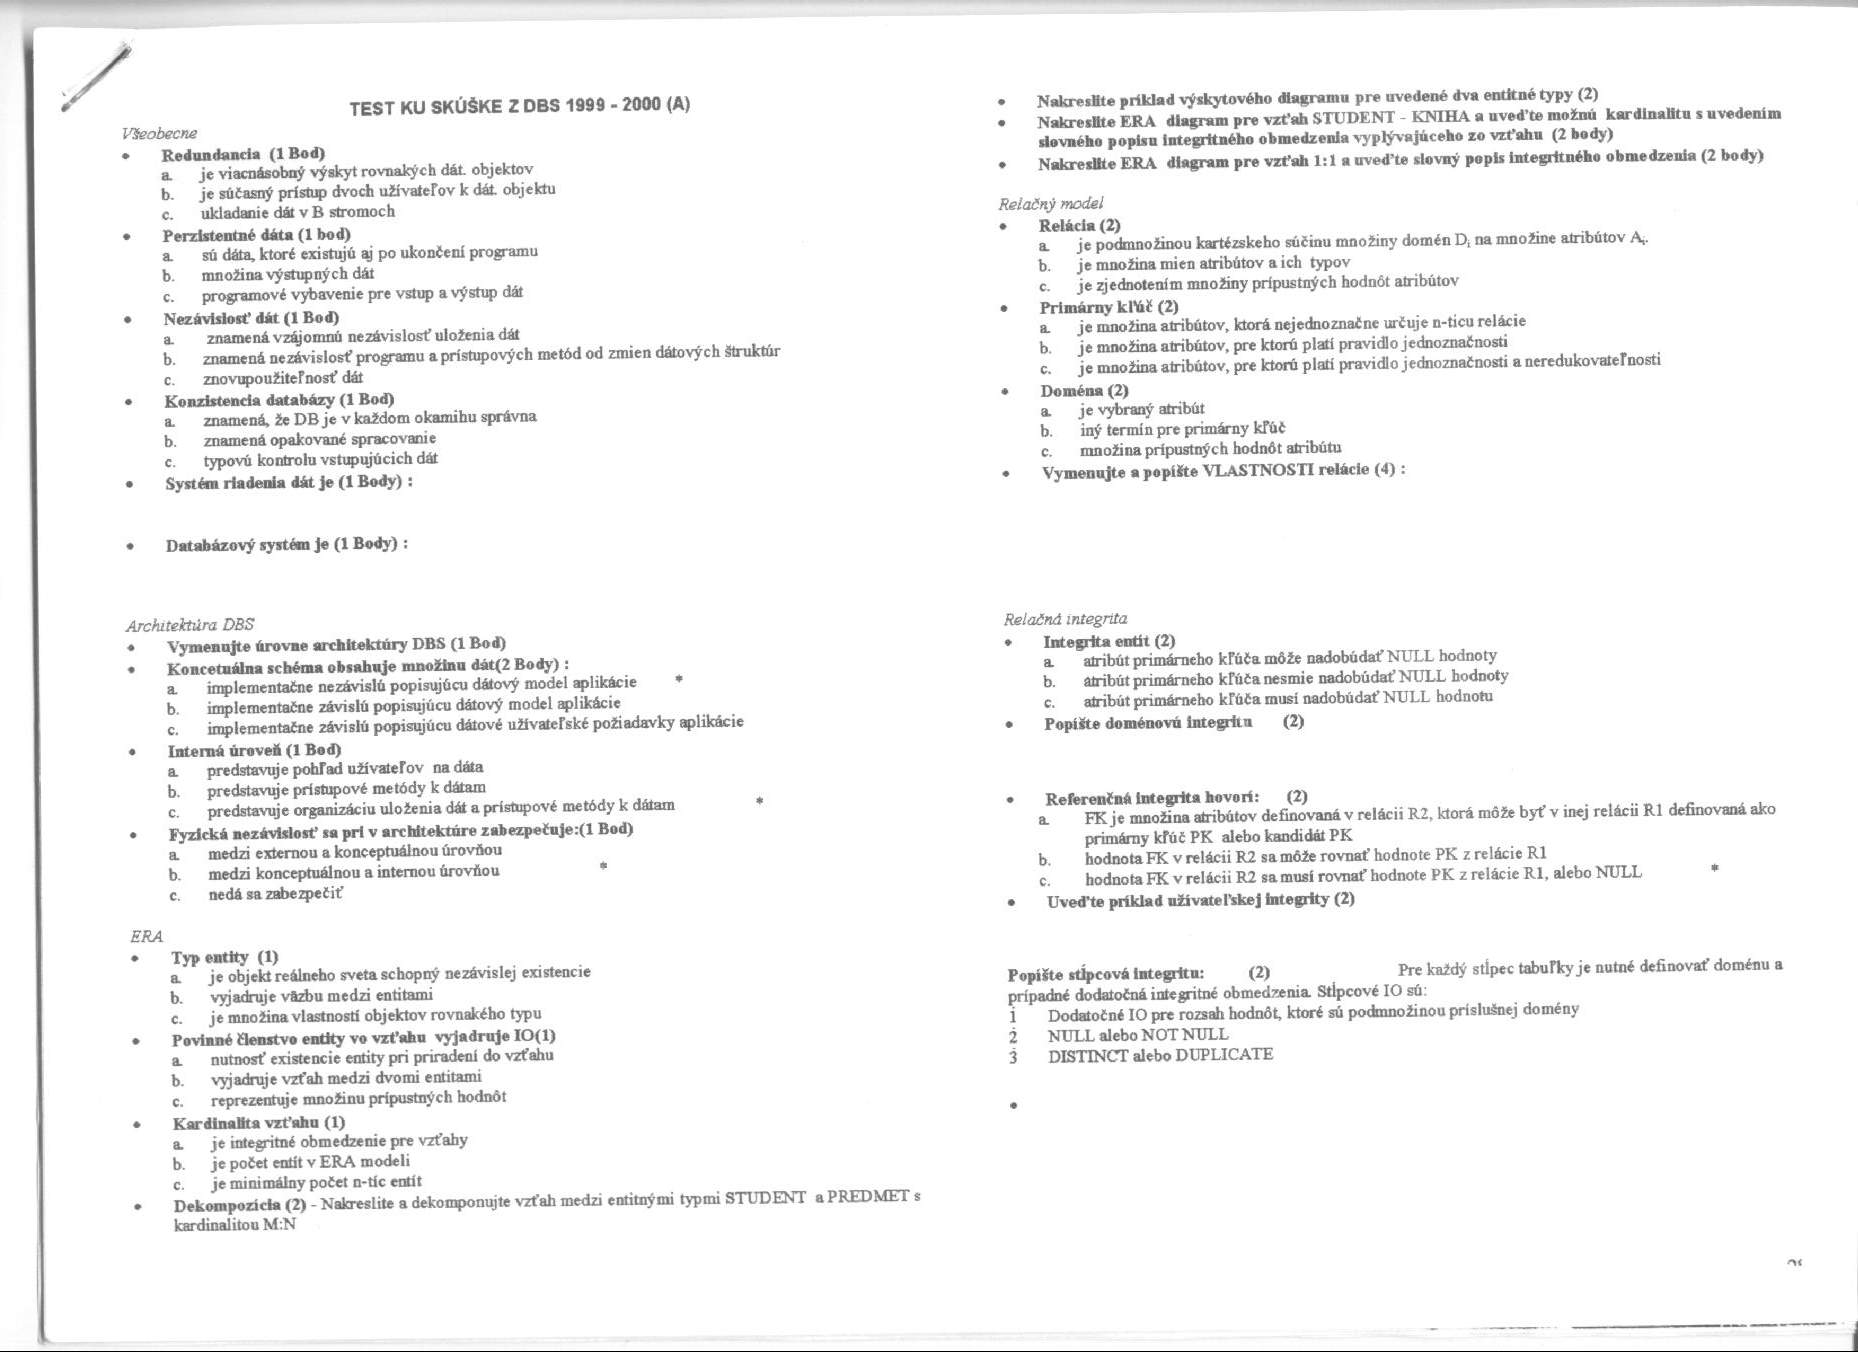 TEST KU SKÚŠKE Z DBS 1999 - 2000 (A)
Všeobecne
• Redundancia (1 Bod)
a. je viacnásobný výskyt rovnakých dát. objektov
b. je súčasný prístup dvoch užívateľov k dát. objektu
c. ukladanie dát v B stromoch
• Perzistentné dáta (1 bod)
a. sú dáta, ktoré existujú aj po ukončení programu
b. množina výstupných dát
c. programové vybavenie pre vstup a výstup dát
• Nezávislosť dát (1 Bod)
a. znamená vzájomnú nezávislosť uloženia dát
b. znamená nezávislosť programu a prístupových metód od zmien dátových štruktúr
c. znovupoužiteľnosť dát
• Konzistencia databázy (1 Bod)
a. znamená, že DB je v každom okamihu správna
b. znamená opakované spracovanie
c. typovú kontrolu vstupujúcich dát
• Systém riadenia dát je (1 Body) :
• Databázový systém je (1 Body) :
Architektúra DBS
• Vymenujte úrovne architektúry DBS (1 Bod)
• Koncetuálna schéma obsahuje množinu dát(2 Body) :
a. implementačne nezávislú popisujúcu dátový model aplikácie *
b. implementačne závislú popisujúcu dátový model aplikácie
c. implementačne závislú popisujúcu dátové užívateľské požiadavky aplikácie
• Interná úroveň (1 Bod)
a. predstavuje pohľad užívateľov na dáta
b. predstavuje prístupové metódy k dátam
c. predstavuje organizáciu uloženia dát a prístupové metódy k dátam *
• Fyzická nezávislosť sa pri v architektúre zabezpečuje:(1 Bod)
a. medzi externou a konceptuálnou úrovňou
b. medzi konceptuálnou a internou úrovňou *
c. nedá sa zabezpečiť
ERA
• Typ entity (1)
a. je objekt reálneho sveta schopný nezávislej existencie
b. vyjadruje väzbu medzi entitami
c. je množina vlastností objektov rovnakého typu
• Povinné členstvo entity vo vzťahu vyjadruje IO(1)
a. nutnosť existencie entity pri priradení do vzťahu
b. vyjadruje vzťah medzi dvomi entitami
c. reprezentuje množinu prípustných hodnôt
• Kardinalita vzťahu (1)
a. je integritné obmedzenie pre vzťahy
b. je počet entít v ERA modeli
c. je minimálny počet n-tíc entít
• Dekompozícia (2) - Nakreslite a dekomponujte vzťah medzi entitnými typmi STUDENT a PREDMET s
kardinalitou M:N
• Nakreslite príklad výskytového diagramu pre uvedené dva entitné typy (2)
• Nakreslite ERA diagram pre vzťah STUDENT - KNIHA a uveďte možnú kardinalitu s uvedením
slovného popisu integritného obmedzenia vyplývajúceho zo vzťahu (2 body)
• Nakreslite ERA diagram pre vzťah 1:1 a uveďte slovný popis integritného obmedzenia (2 body)
Relačný model
• Relácia (2)
a. je podmnožinou kartézskeho súčinu množiny domén Di na množine atribútov Ai.
b. je množina mien atribútov a ich typov
c. je zjednotením množiny prípustných hodnôt atribútov
• Primárny kľúč (2)
a. je množina atribútov, ktorá nejednoznačne určuje n-ticu relácie
b. je množina atribútov, pre ktorú platí pravidlo jednoznačnosti
c. je množina atribútov, pre ktorú platí pravidlo jednoznačnosti a neredukovateľnosti
• Doména (2)
a. je vybraný atribút
b. iný termín pre primárny kľúč
c. množina prípustných hodnôt atribútu
• Vymenujte a popíšte VLASTNOSTI relácie (4) :
Relačná integrita
• Integrita entít (2)
a. atribút primárneho kľúča môže nadobúdať NULL hodnoty
b. atribút primárneho kľúča nesmie nadobúdať NULL hodnoty
c. atribút primárneho kľúča musí nadobúdať NULL hodnotu
• Popíšte doménovú integritu (2)
• Referenčná integrita hovorí: (2)
a. FK je množina atribútov definovaná v relácii R2, ktorá môže byť v inej relácii R1 definovaná ako
primárny kľúč PK alebo kandidát PK
b. hodnota FK v relácii R2 sa môže rovnať hodnote PK z relácie R1
c. hodnota FK v relácii R2 sa musí rovnať hodnote PK z relácie R1, alebo NULL *
• Uveďte príklad užívateľskej integrity (2)
Popíšte stĺpcová integritu: (2) Pre každý stĺpec tabuľky je nutné definovať doménu a
prípadné dodatočná integritné obmedzenia. Stĺpcové IO sú:
1 Dodatočné IO pre rozsah hodnôt, ktoré sú podmnožinou príslušnej domény
2 NULL alebo NOT NULL
3 DISTINCT alebo DUPLICATE
•